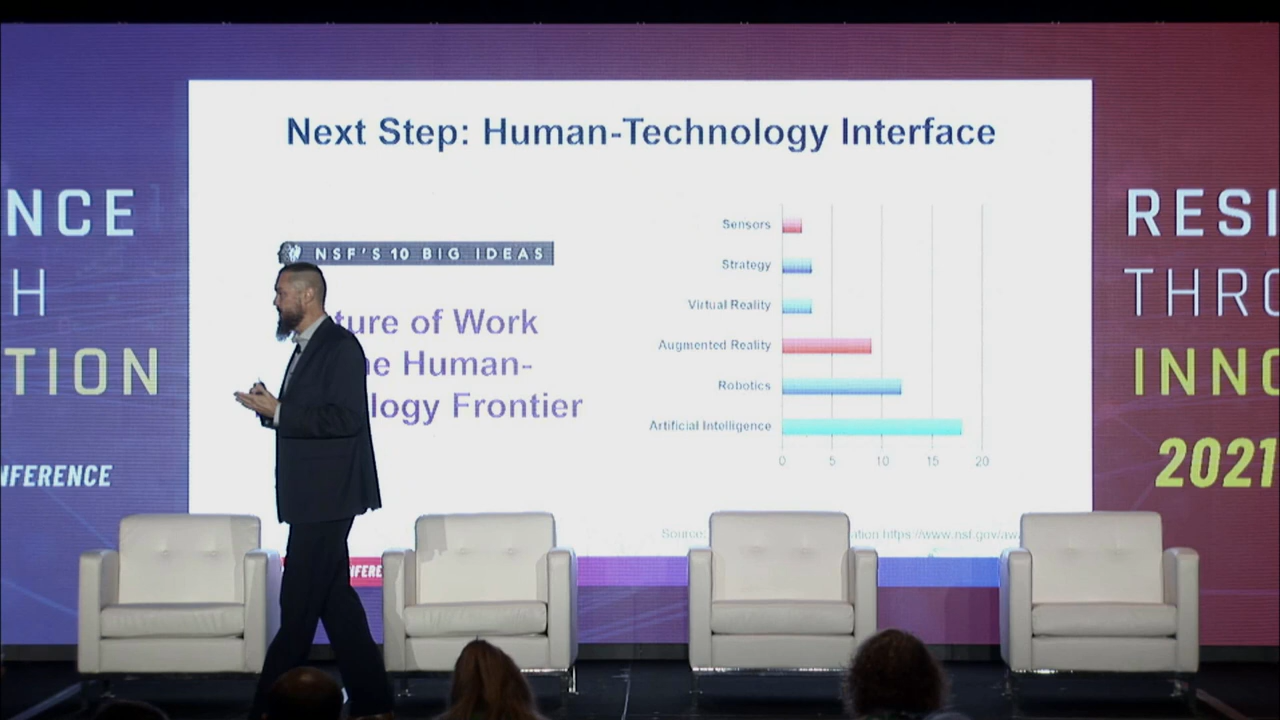 Next Step: Human-Technology Interface
NSF'S 10 BIG IDEAS
ture of Work
e Human-
logy Frontier
Sensors
Strategy
Virtual Reality
Augmented Reality
Robotics
Artificial Intelligence
0 5 10 15 20
Source:
ation https://www.nsf.gov/aw
NCE
H
TION
NFERENCE
NFERE
RESI
THRO
INNO
2021